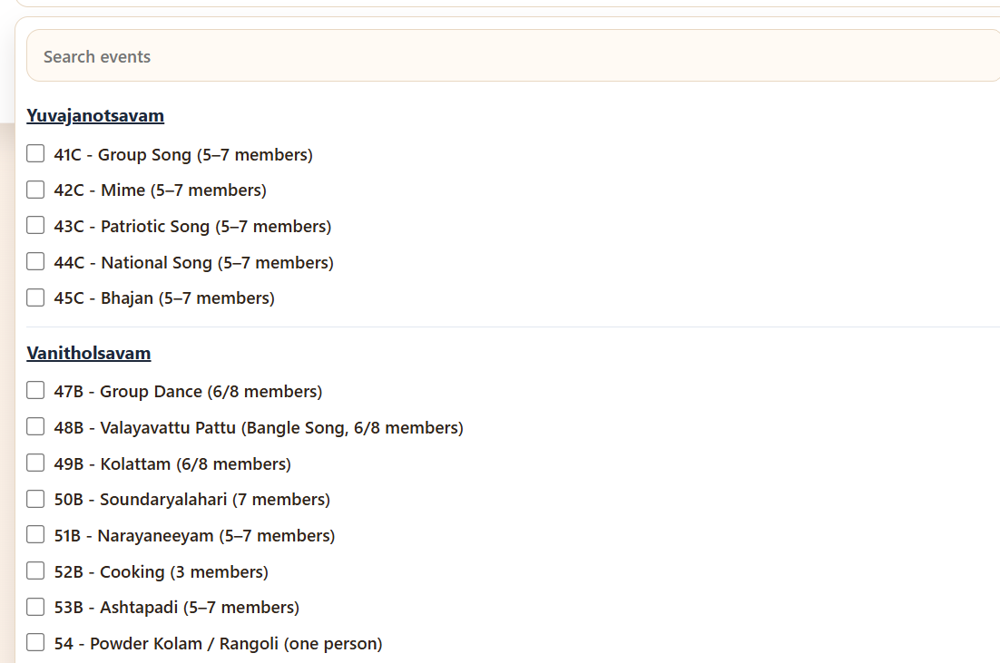 Search events
Yuvajanotsavam
41C - Group Song (5–7 members)
42C - Mime (5–7 members)
43C - Patriotic Song (5–7 members)
44C - National Song (5–7 members)
45C - Bhajan (5–7 members)
Vanitholsavam
47B - Group Dance (6/8 members)
48B - Valayavattu Pattu (Bangle Song, 6/8 members)
49B - Kolattam (6/8 members)
50B - Soundaryalahari (7 members)
51B - Narayaneeyam (5–7 members)
52B - Cooking (3 members)
53B - Ashtapadi (5–7 members)
54 - Powder Kolam / Rangoli (one person)